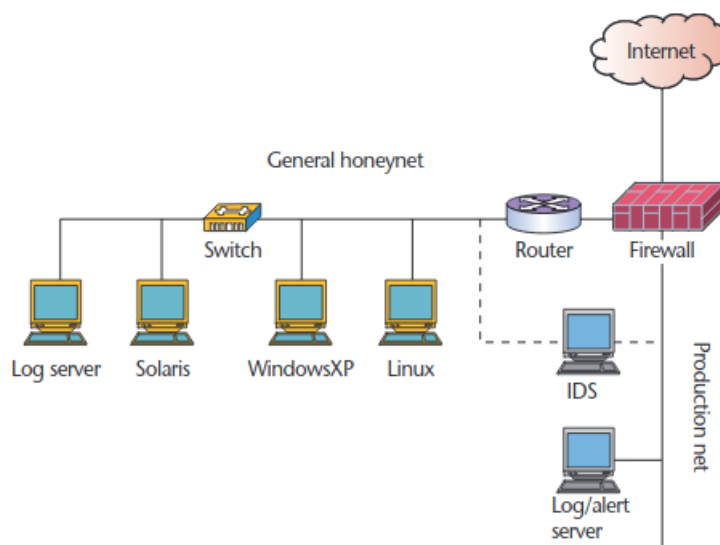 Internet
General honeynet
Switch
Router
Firewall
Log server
Solaris
WindowsXP
Linux
IDS
Production net
Log/alert
server